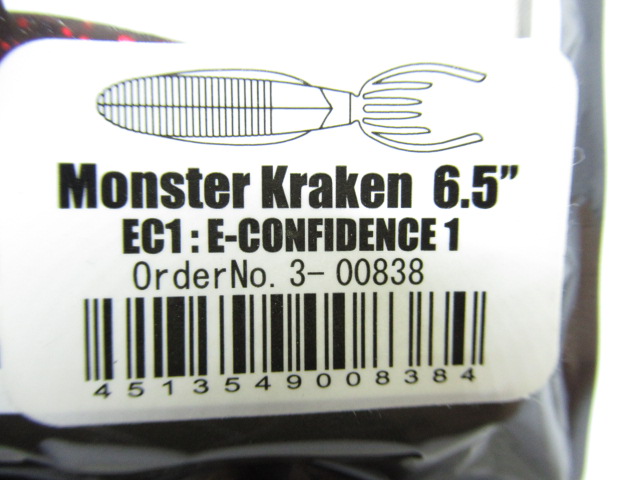 Monster Kraken 6.5”
EC1 : E-CONFIDENCE 1
OrderNo. 3- 00838
4513549008384